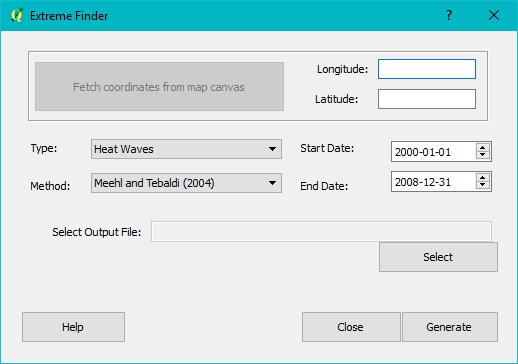 Extreme Finder
?
Fetch coordinates from map canvas
Longitude:
Latitude:
Type:
Heat Waves
Start Date:
2000-01-01
Method:
Meehl and Tebaldi (2004)
End Date:
2008-12-31
Select Output File:
Select
Help
Close
Generate